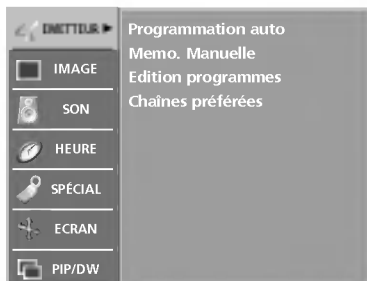 EMETTEUR
IMAGE
SON
HEURE
SPÉCIAL
ECRAN
PIP/DW
Programmation auto
Memo. Manuelle
Edition programmes
Chaînes préférées